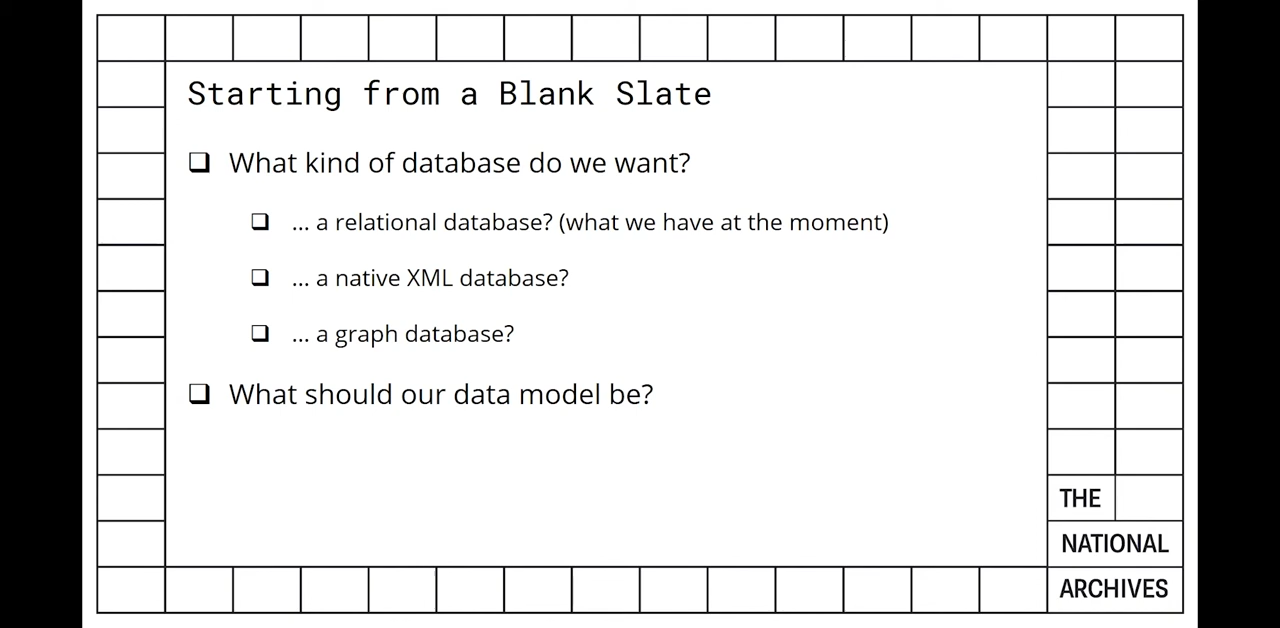 Starting from a Blank Slate
❑ What kind of database do we want?
❑ ... a relational database? (what we have at the moment)
❑ ... a native XML database?
❑ ... a graph database?
❑ What should our data model be?
THE
NATIONAL
ARCHIVES